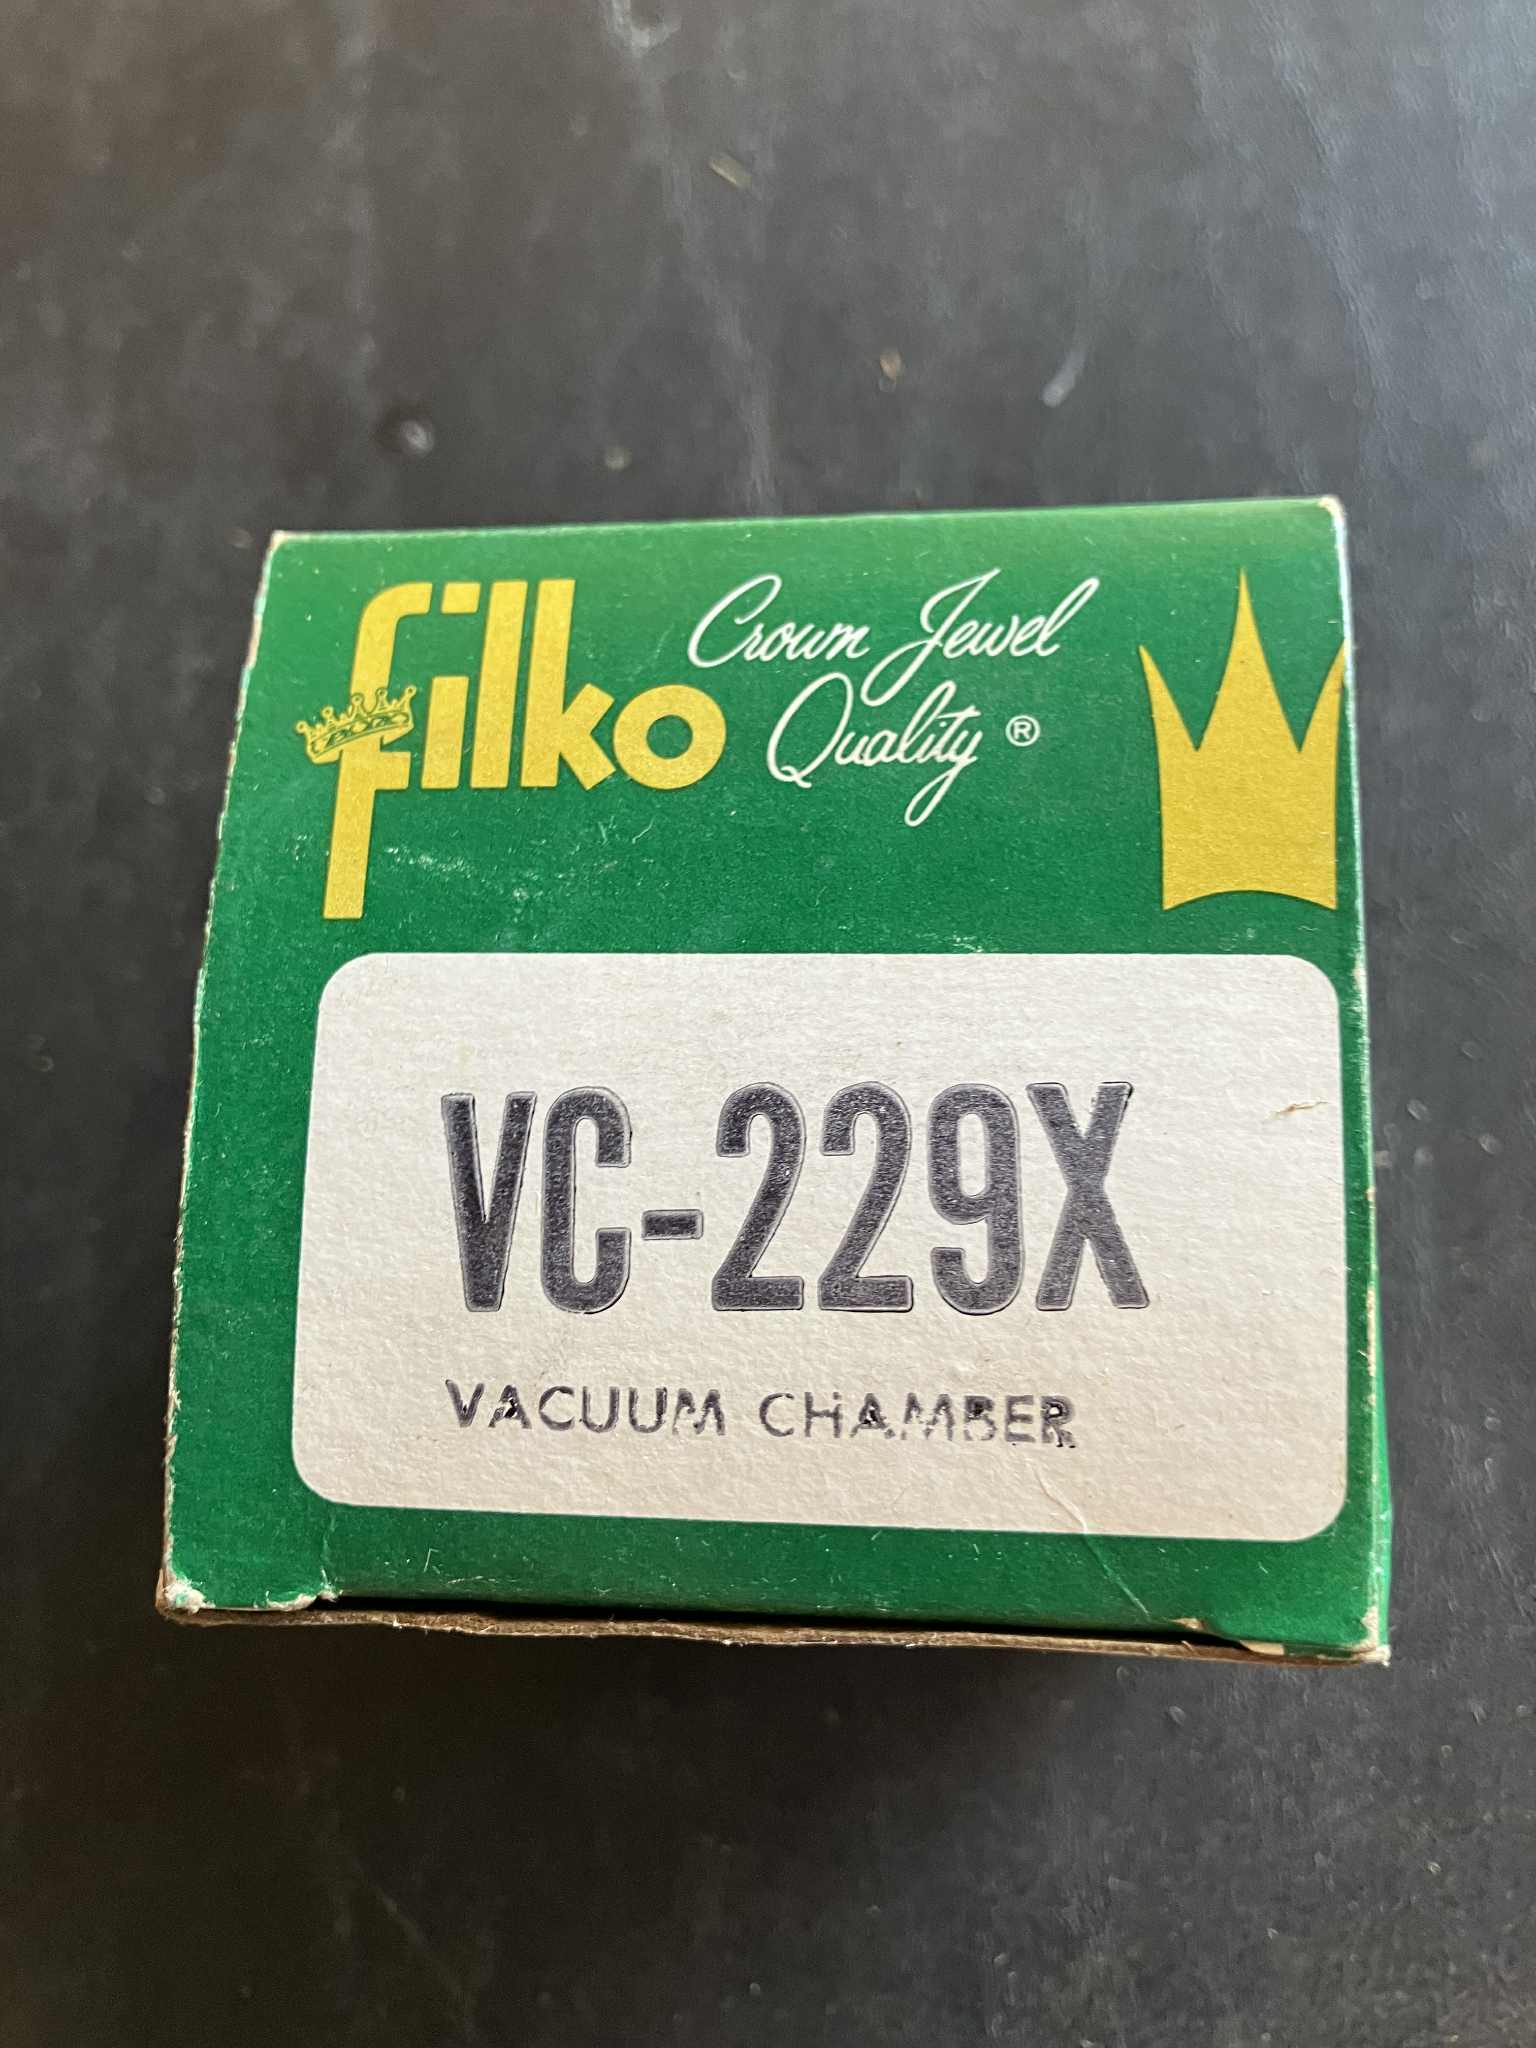 filko Crown Jewel
Quality ®
VC-229X
VACUUM CHAMBER